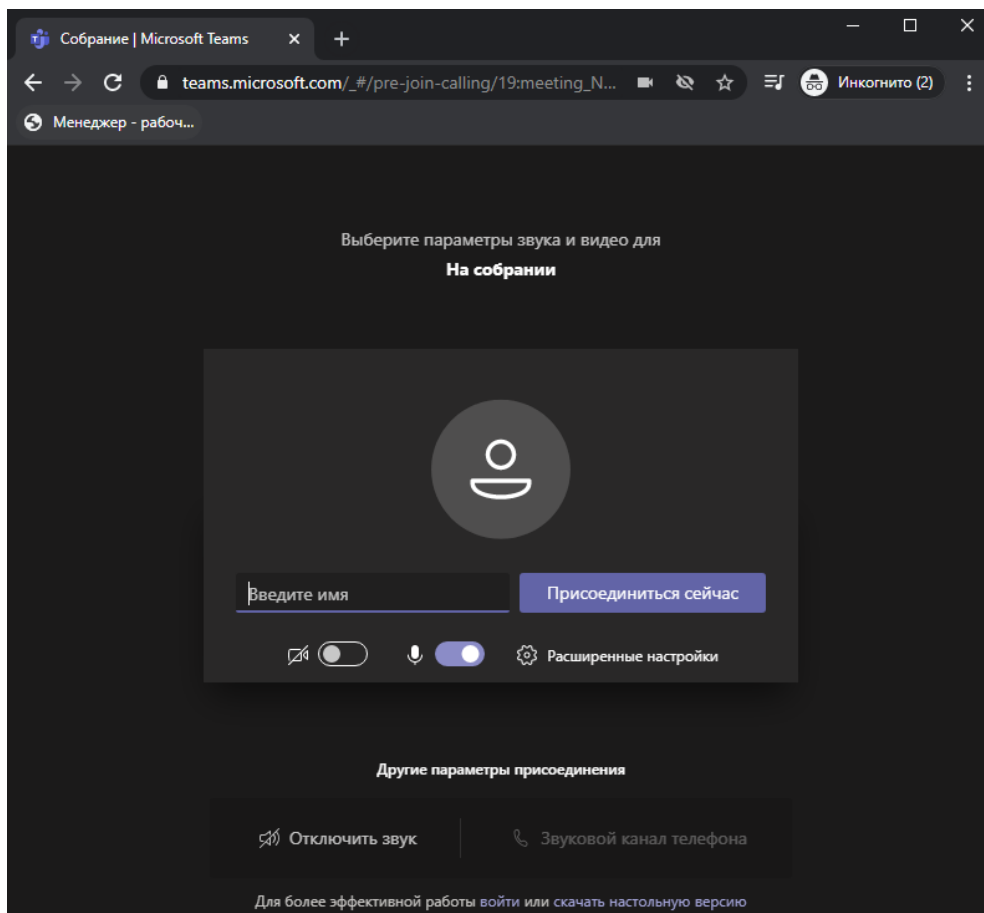 Собрание | Microsoft Teams
teams.microsoft.com/_#/pre-join-calling/19:meeting_N...
Инкогнито (2)
Менеджер - рабоч...
Выберите параметры звука и видео для
На собрании
Введите имя
Присоединиться сейчас
Расширенные настройки
Другие параметры присоединения
Отключить звук
Звуковой канал телефона
Для более эффективной работы войти или скачать настольную версию